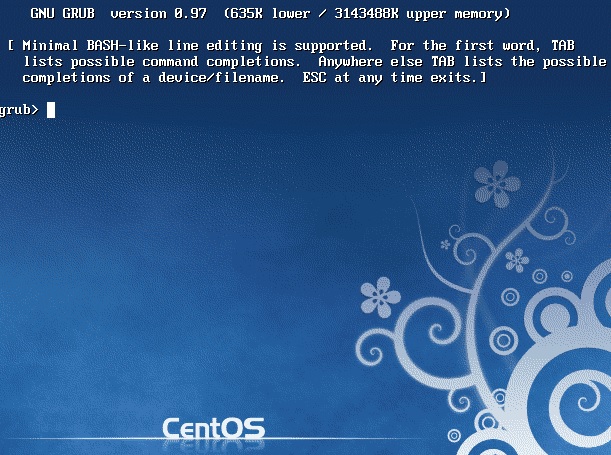 GNU GRUB version 0.97 (635K lower / 3143488K upper memory)
[ Minimal BASH-like line editing is supported. For the first word, TAB
lists possible command completions. Anywhere else TAB lists the possible
completions of a device/filename. ESC at any time exits.]
grub>
CentOS